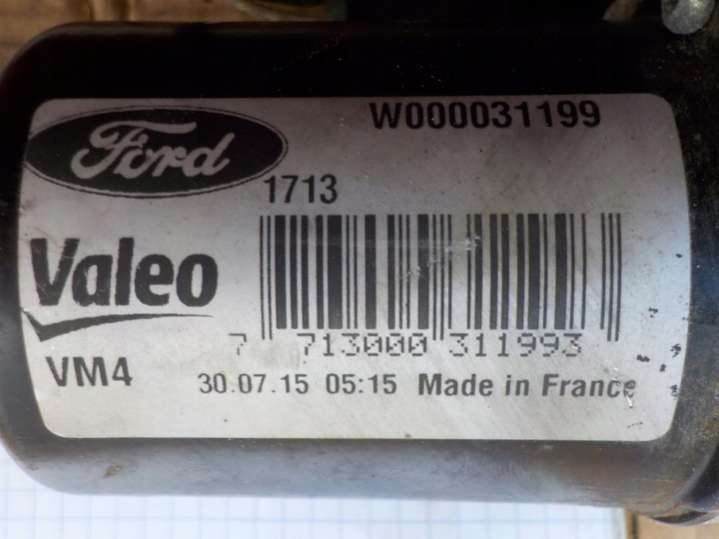 W000031199
Ford
1713
Valeo
7 713000 311993
VM4
30.07.15 05:15 Made in France